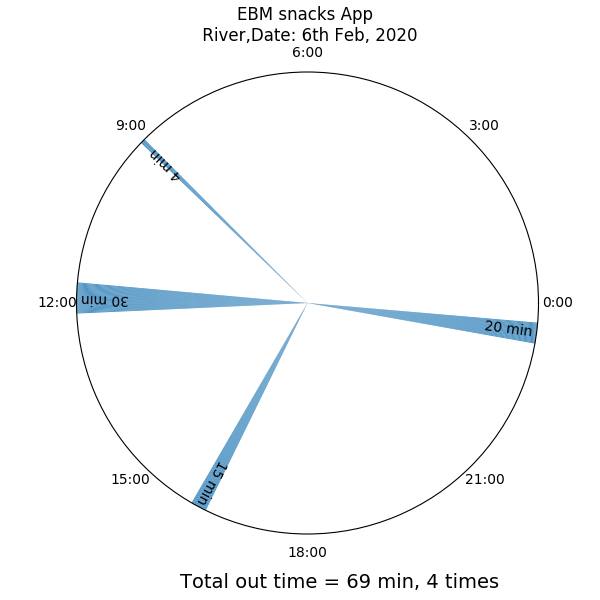 EBM snacks App
River,Date: 6th Feb, 2020
6:00
9:00
3:00
4 min
12:00
30 min
0:00
20 min
15 min
15:00
21:00
18:00
Total out time = 69 min, 4 times